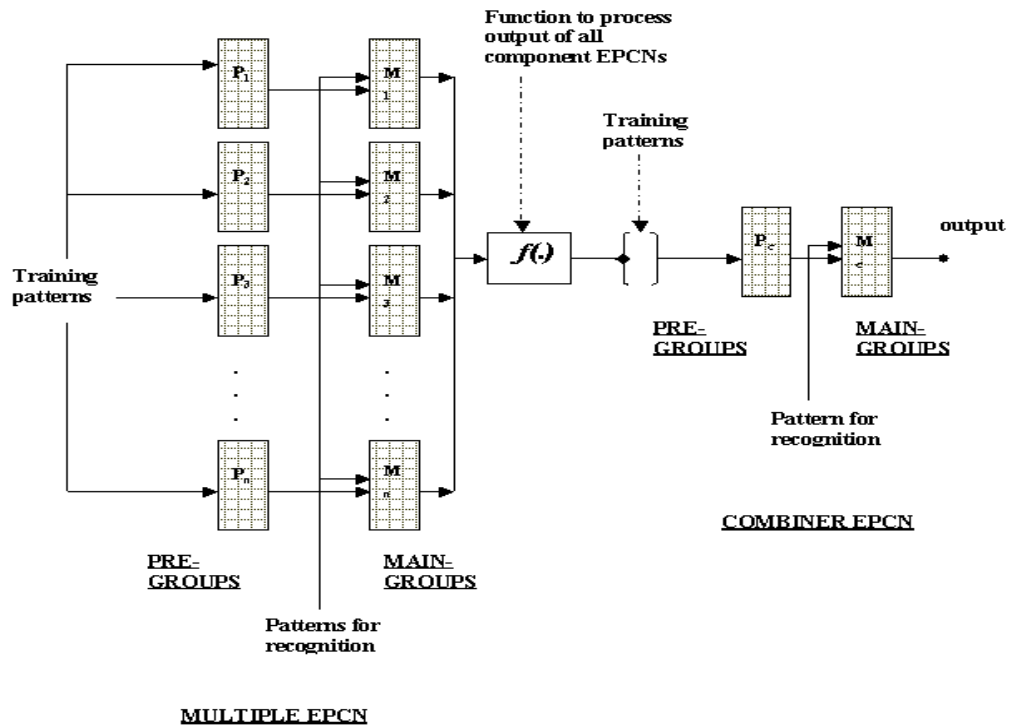 Function to process
output of all
component EPCNs
Training
patterns
P1
M
1
P2
M
2
P3
M
3
Training
patterns
f(.)
Pc
M
c
output
PRE-
GROUPS
MAIN-
GROUPS
.
.
.
.
.
.
Pattern for
recognition
Pn
M
n
COMBINER EPCN
PRE-
GROUPS
MAIN-
GROUPS
Patterns for
recognition
MULTIPLE EPCN